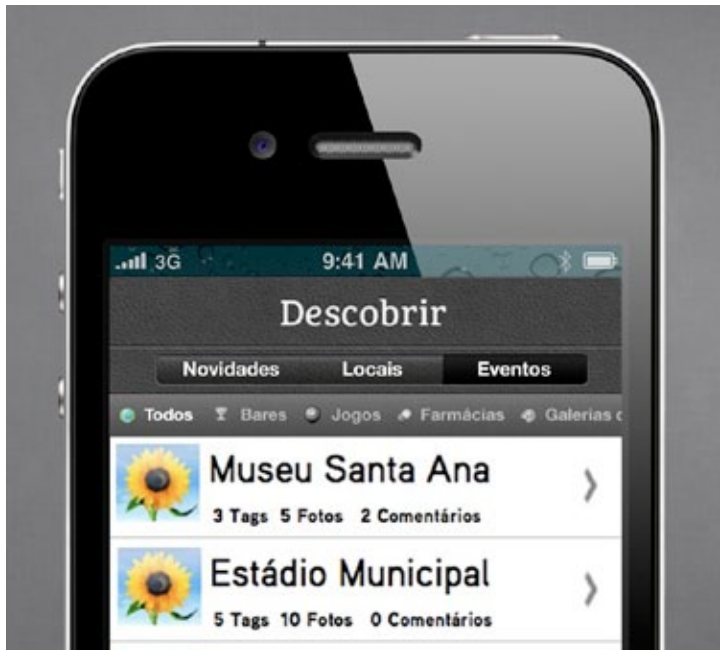 3G 9:41 AM
Descobrir
Novidades Locais Eventos
Todos Bares Jogos Farmácias Galerias
Museu Santa Ana
3 Tags 5 Fotos 2 Comentários
Estádio Municipal
5 Tags 10 Fotos 0 Comentários